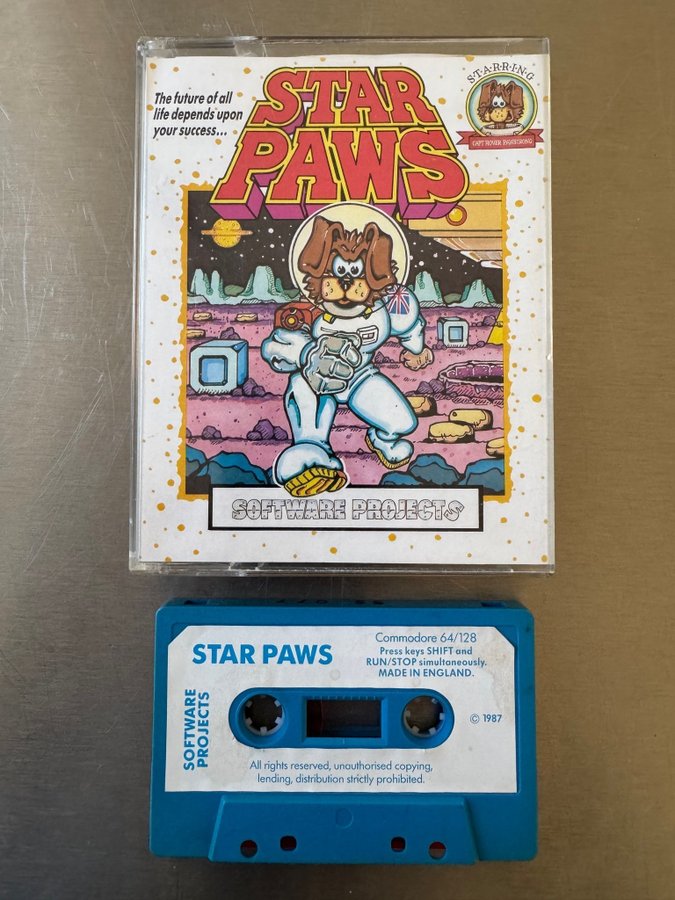 STAR
PAWS
The future of all
life depends upon
your success...
S·T·A·R·R·I·N·G
CAPT ROVER PAWSTRONG
SOFTWARE PROJECTS
STAR PAWS
Commodore 64/128
Press keys SHIFT and
RUN/STOP simultaneously.
MADE IN ENGLAND.
SOFTWARE
PROJECTS
© 1987
All rights reserved, unauthorised copying,
lending, distribution strictly prohibited.